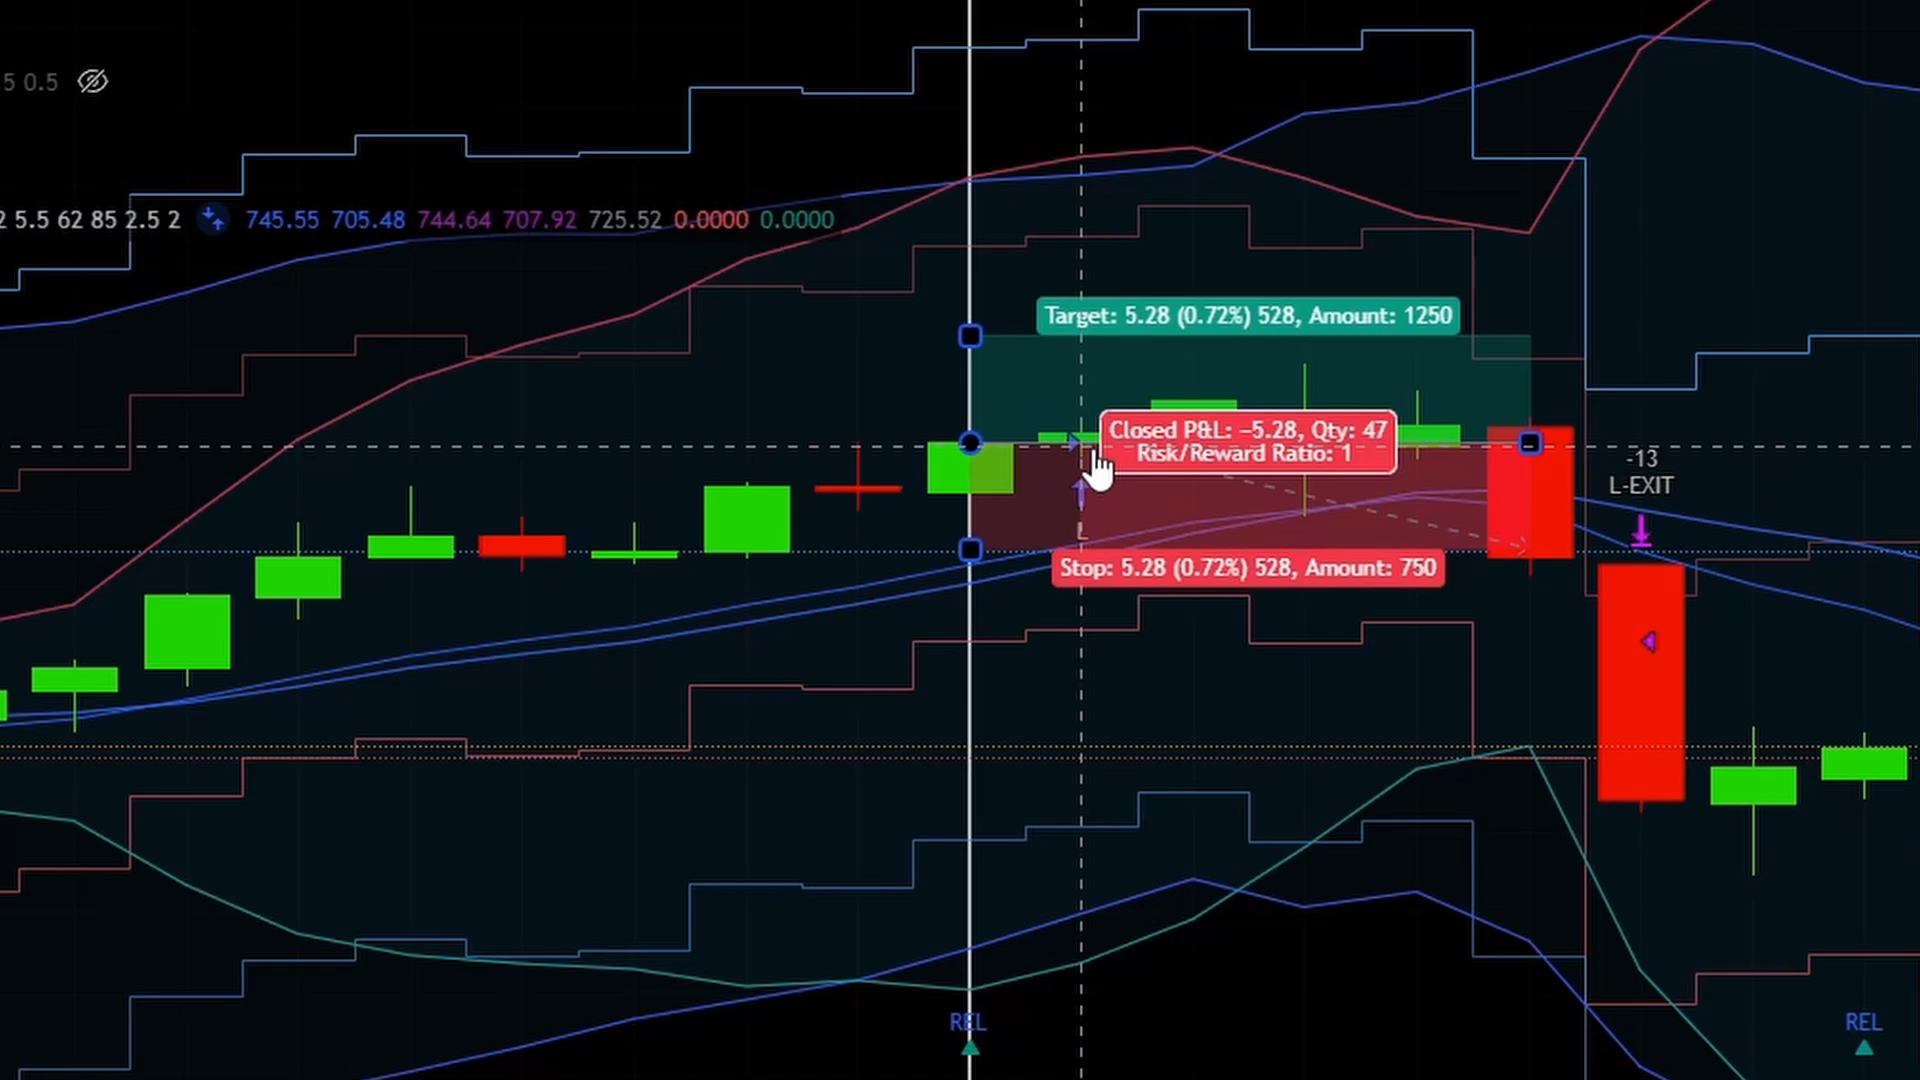 5 0.5
2 5.5 62 85 2.5 2 745.55 705.48 744.64 707.92 725.52 0.0000 0.0000
Target: 5.28 (0.72%) 528, Amount: 1250
Closed P&L: −5.28, Qty: 47
Risk/Reward Ratio: 1
-13
L-EXIT
L
Stop: 5.28 (0.72%) 528, Amount: 750
REL
REL